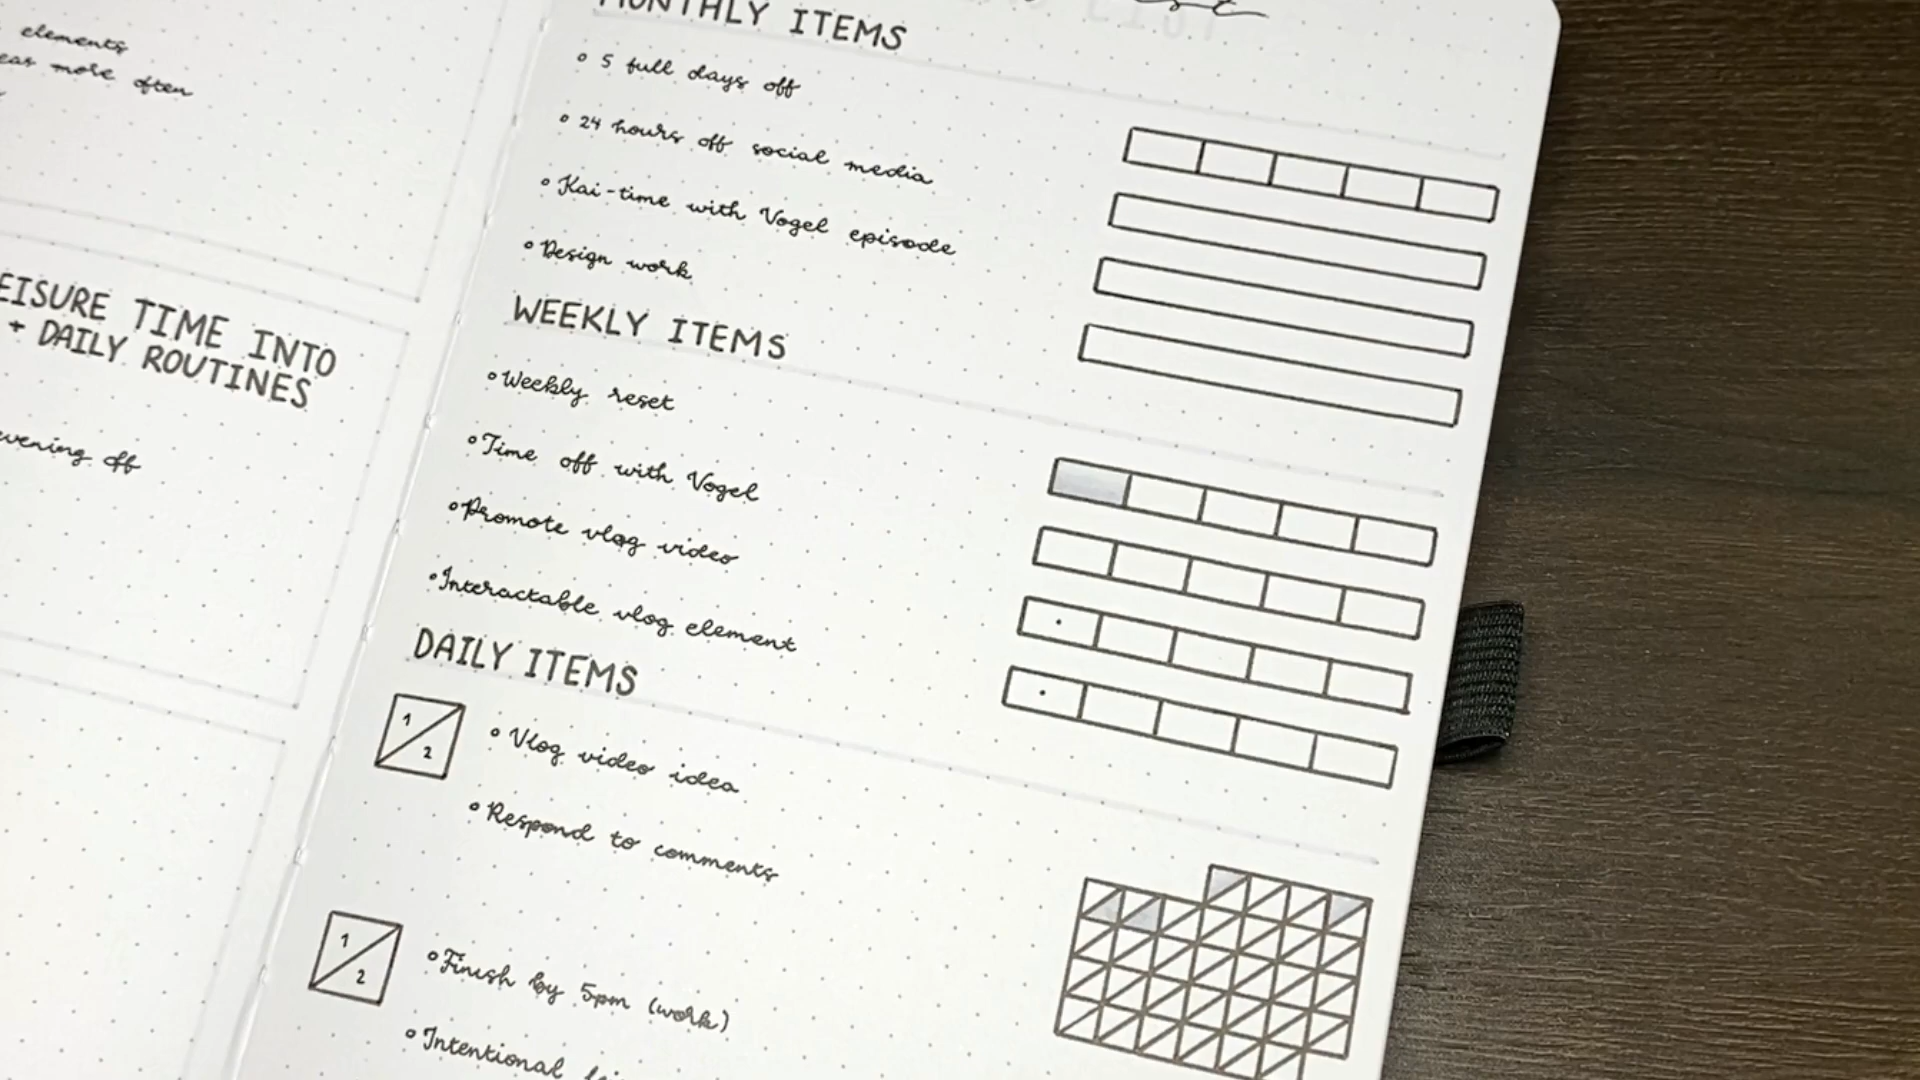 elements
more often
LEISURE TIME INTO
+ DAILY ROUTINES
evening off
MONTHLY ITEMS
5 full days off
24 hours off social media
Kai-time with Vogel episode
Design work
WEEKLY ITEMS
Weekly reset
Time off with Vogel
Promote vlog video
Interactable vlog element
DAILY ITEMS
1
2
Vlog video idea
Respond to comments
1
2
Finish by 5pm (work)
Intentional